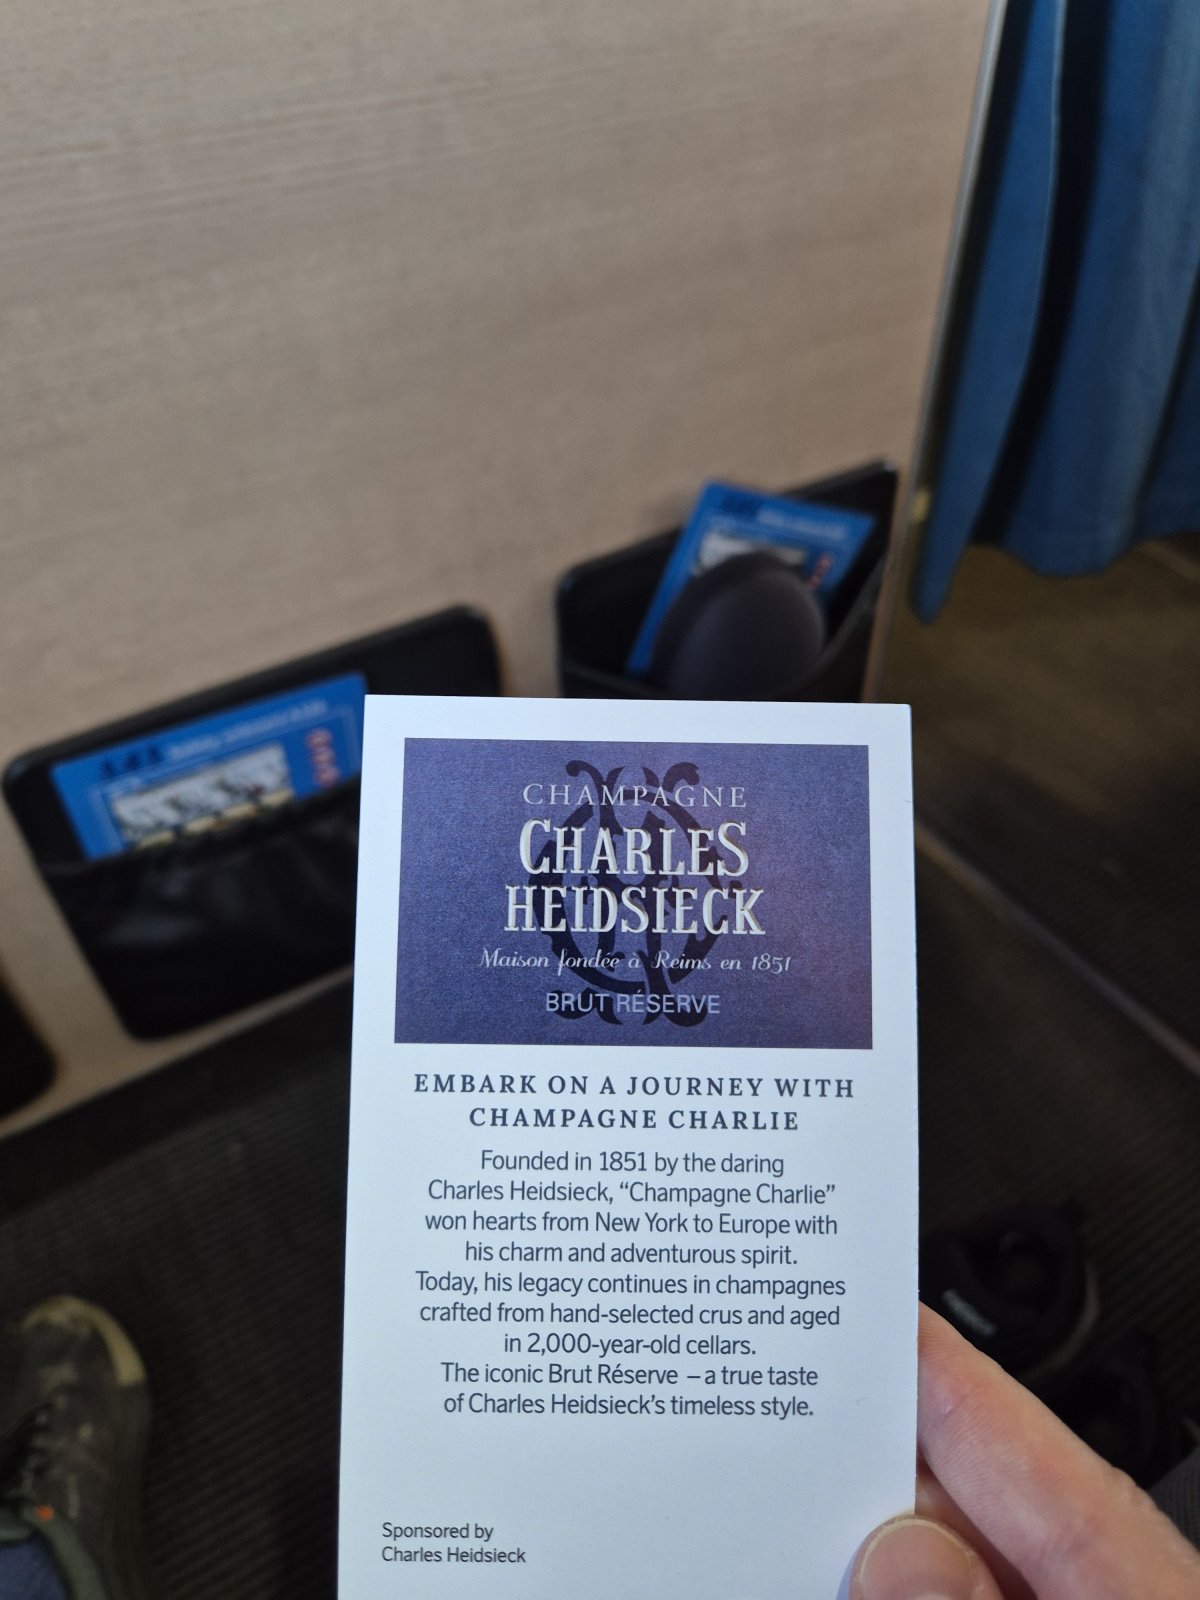 CHAMPAGNE
CHARLES
HEIDSIECK
Maison fondée à Reims en 1851
BRUT RÉSERVE
EMBARK ON A JOURNEY WITH
CHAMPAGNE CHARLIE
Founded in 1851 by the daring
Charles Heidsieck, “Champagne Charlie”
won hearts from New York to Europe with
his charm and adventurous spirit.
Today, his legacy continues in champagnes
crafted from hand-selected crus and aged
in 2,000-year-old cellars.
The iconic Brut Réserve – a true taste
of Charles Heidsieck’s timeless style.
Sponsored by
Charles Heidsieck